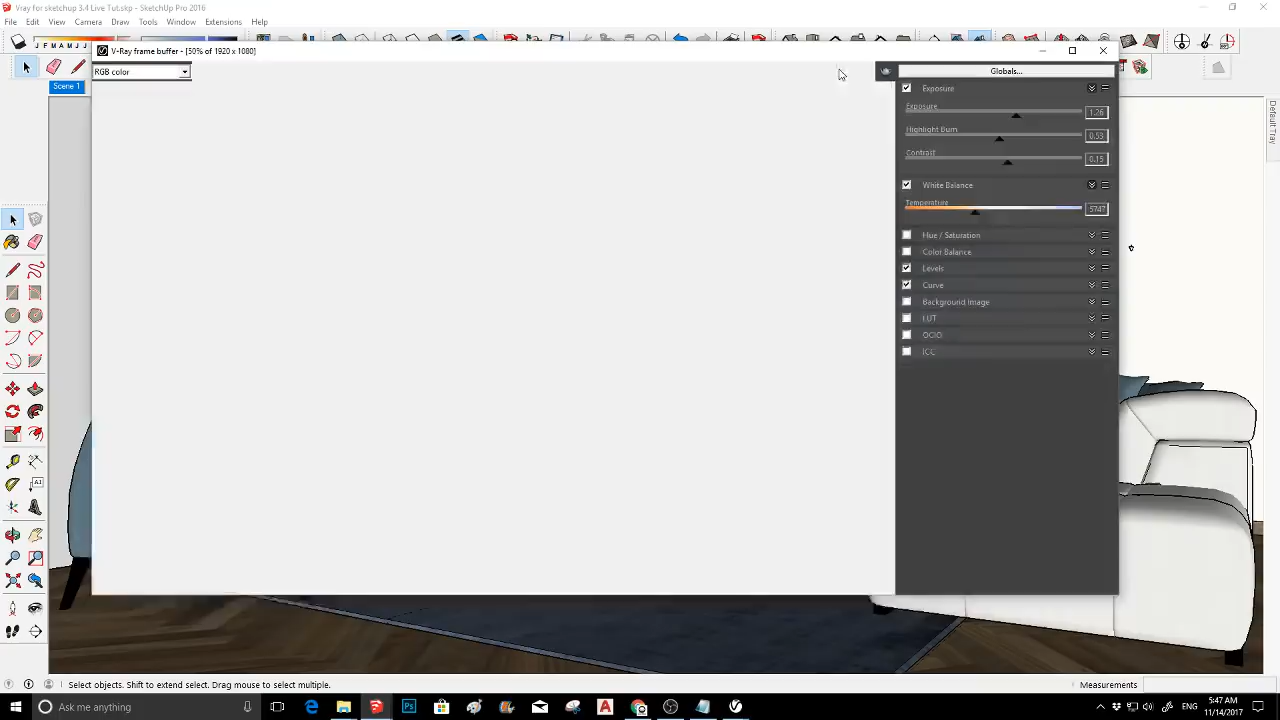 Vray for sketchup 3.4 Live Tut.skp - SketchUp Pro 2016
File Edit View Camera Draw Tools Window Extensions Help
J F M A M J J
V-Ray frame buffer - [50% of 1920 x 1080]
RGB color
Globals...
Scene 1
Exposure
Exposure
1.26
Highlight Burn
0.53
Contrast
0.15
White Balance
Temperature
5747
Hue / Saturation
Color Balance
Levels
Curve
Background Image
LUT
OCIO
ICC
Default Tray
Select objects. Shift to extend select. Drag mouse to select multiple.
Measurements
Ask me anything
5:47 AM
11/14/2017